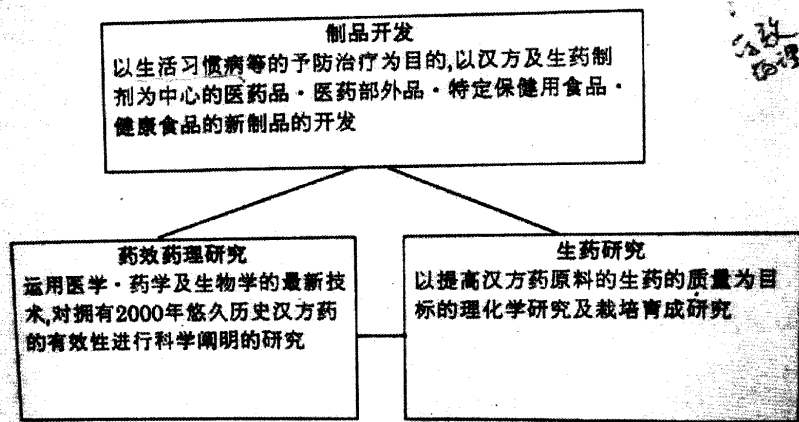 制品开发
以生活习惯病等的予防治疗为目的,以汉方及生药制
剂为中心的医药品·医药部外品·特定保健用食品·
健康食品的新制品的开发
药效药理研究
运用医学·药学及生物学的最新技
术,对拥有2000年悠久历史汉方药
的有效性进行科学阐明的研究
生药研究
以提高汉方药原料的生药的质量为目
标的理化学研究及栽培育成研究